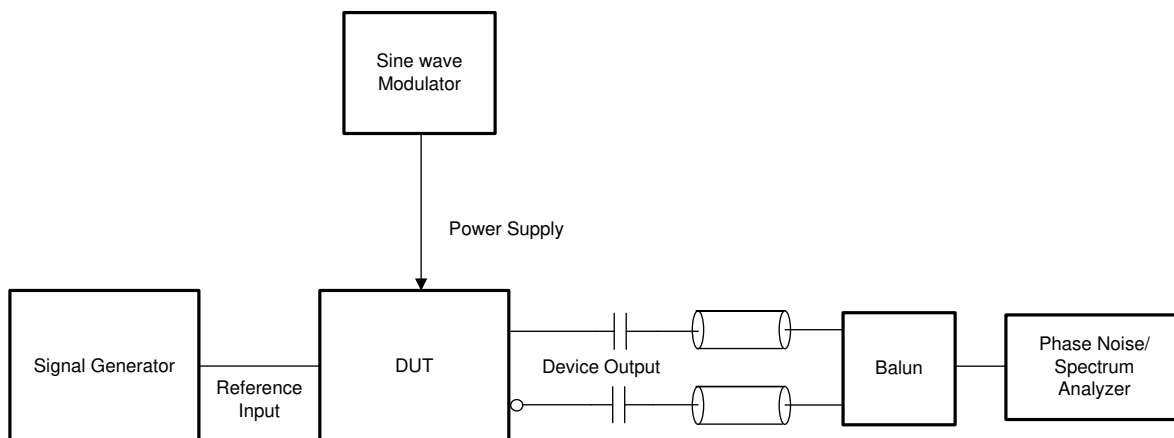 Sine wave
Modulator
Power Supply
Signal Generator
Reference
Input
DUT
Device Output
Balun
Phase Noise/
Spectrum
Analyzer